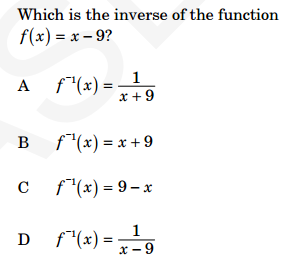 Which is the inverse of the function
f(x) = x – 9?
A f⁻¹(x) = 1/(x + 9)
B f⁻¹(x) = x + 9
C f⁻¹(x) = 9 – x
D f⁻¹(x) = 1/(x – 9)